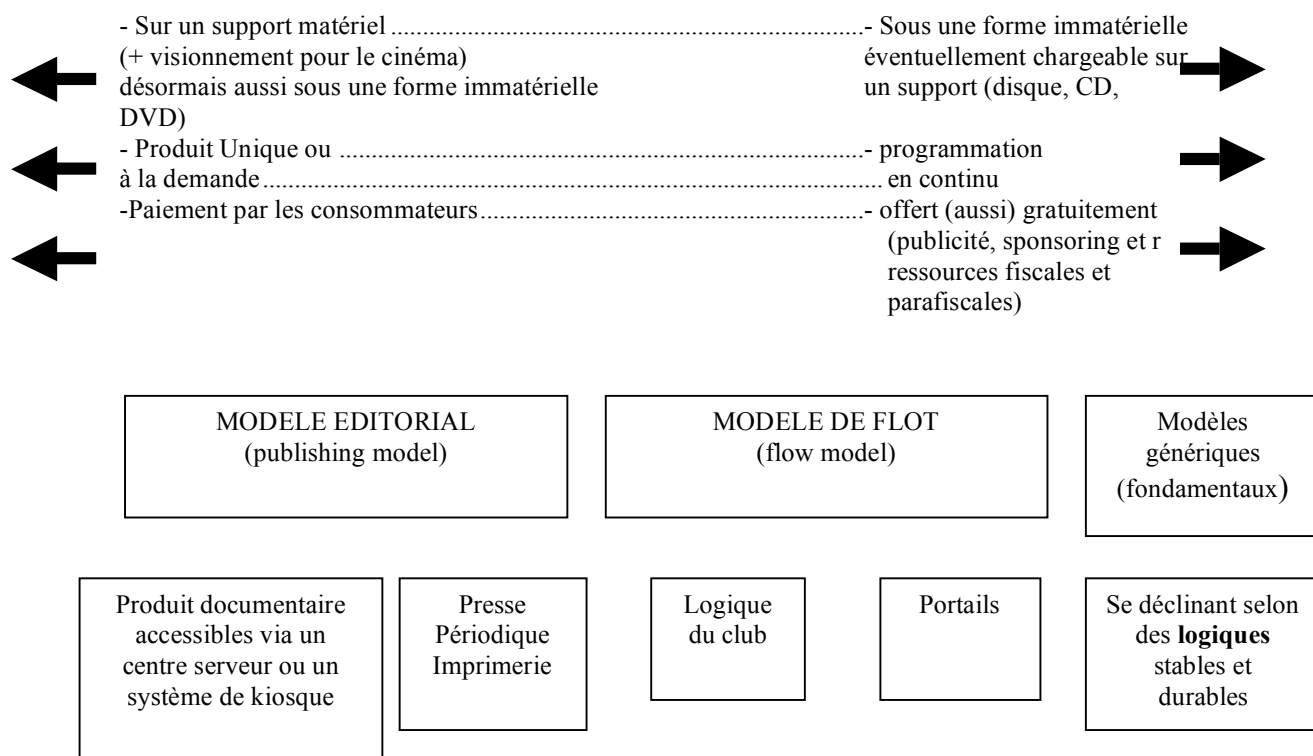 - Sur un support matériel ................................................................................- Sous une forme immatérielle
(+ visionnement pour le cinéma) éventuellement chargeable sur
désormais aussi sous une forme immatérielle un support (disque, CD,
DVD)
- Produit Unique ou ...........................................................................- programmation
à la demande......................................................................................... en continu
-Paiement par les consommateurs.......................................................- offert (aussi) gratuitement
(publicité, sponsoring et r
ressources fiscales et
parafiscales)
MODELE EDITORIAL
(publishing model)
MODELE DE FLOT
(flow model)
Modèles
génériques
(fondamentaux)
Produit documentaire
accessibles via un
centre serveur ou un
système de kiosque
Presse
Périodique
Imprimerie
Logique
du club
Portails
Se déclinant selon
des logiques
stables et
durables